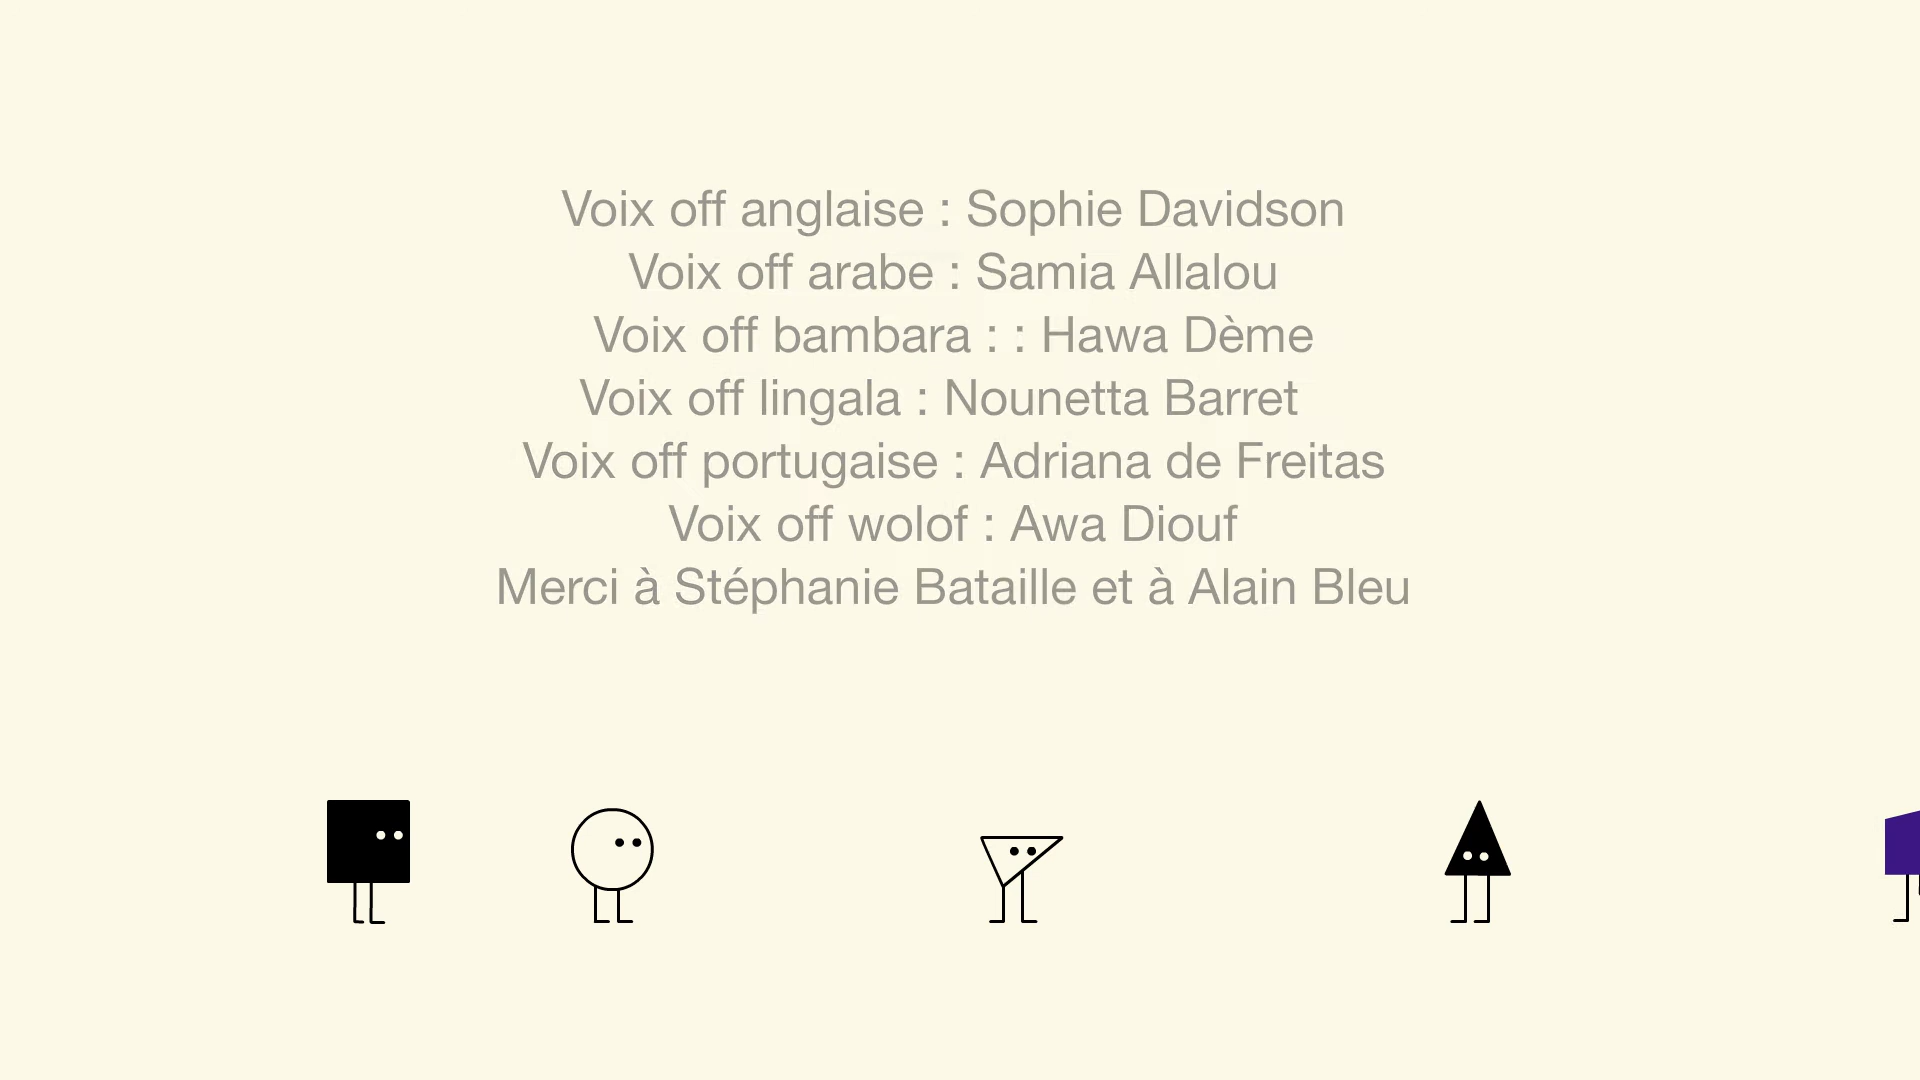 Voix off anglaise : Sophie Davidson
Voix off arabe : Samia Allalou
Voix off bambara : : Hawa Dème
Voix off lingala : Nounetta Barret
Voix off portugaise : Adriana de Freitas
Voix off wolof : Awa Diouf
Merci à Stéphanie Bataille et à Alain Bleu